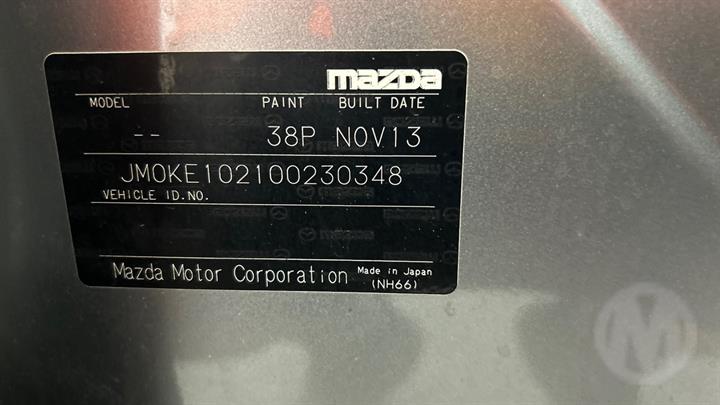 mazda
MODEL PAINT BUILT DATE
-- 38P NOV13
JM0KE102100230348
VEHICLE ID.NO.
Mazda Motor Corporation Made in Japan
(NH66)
M